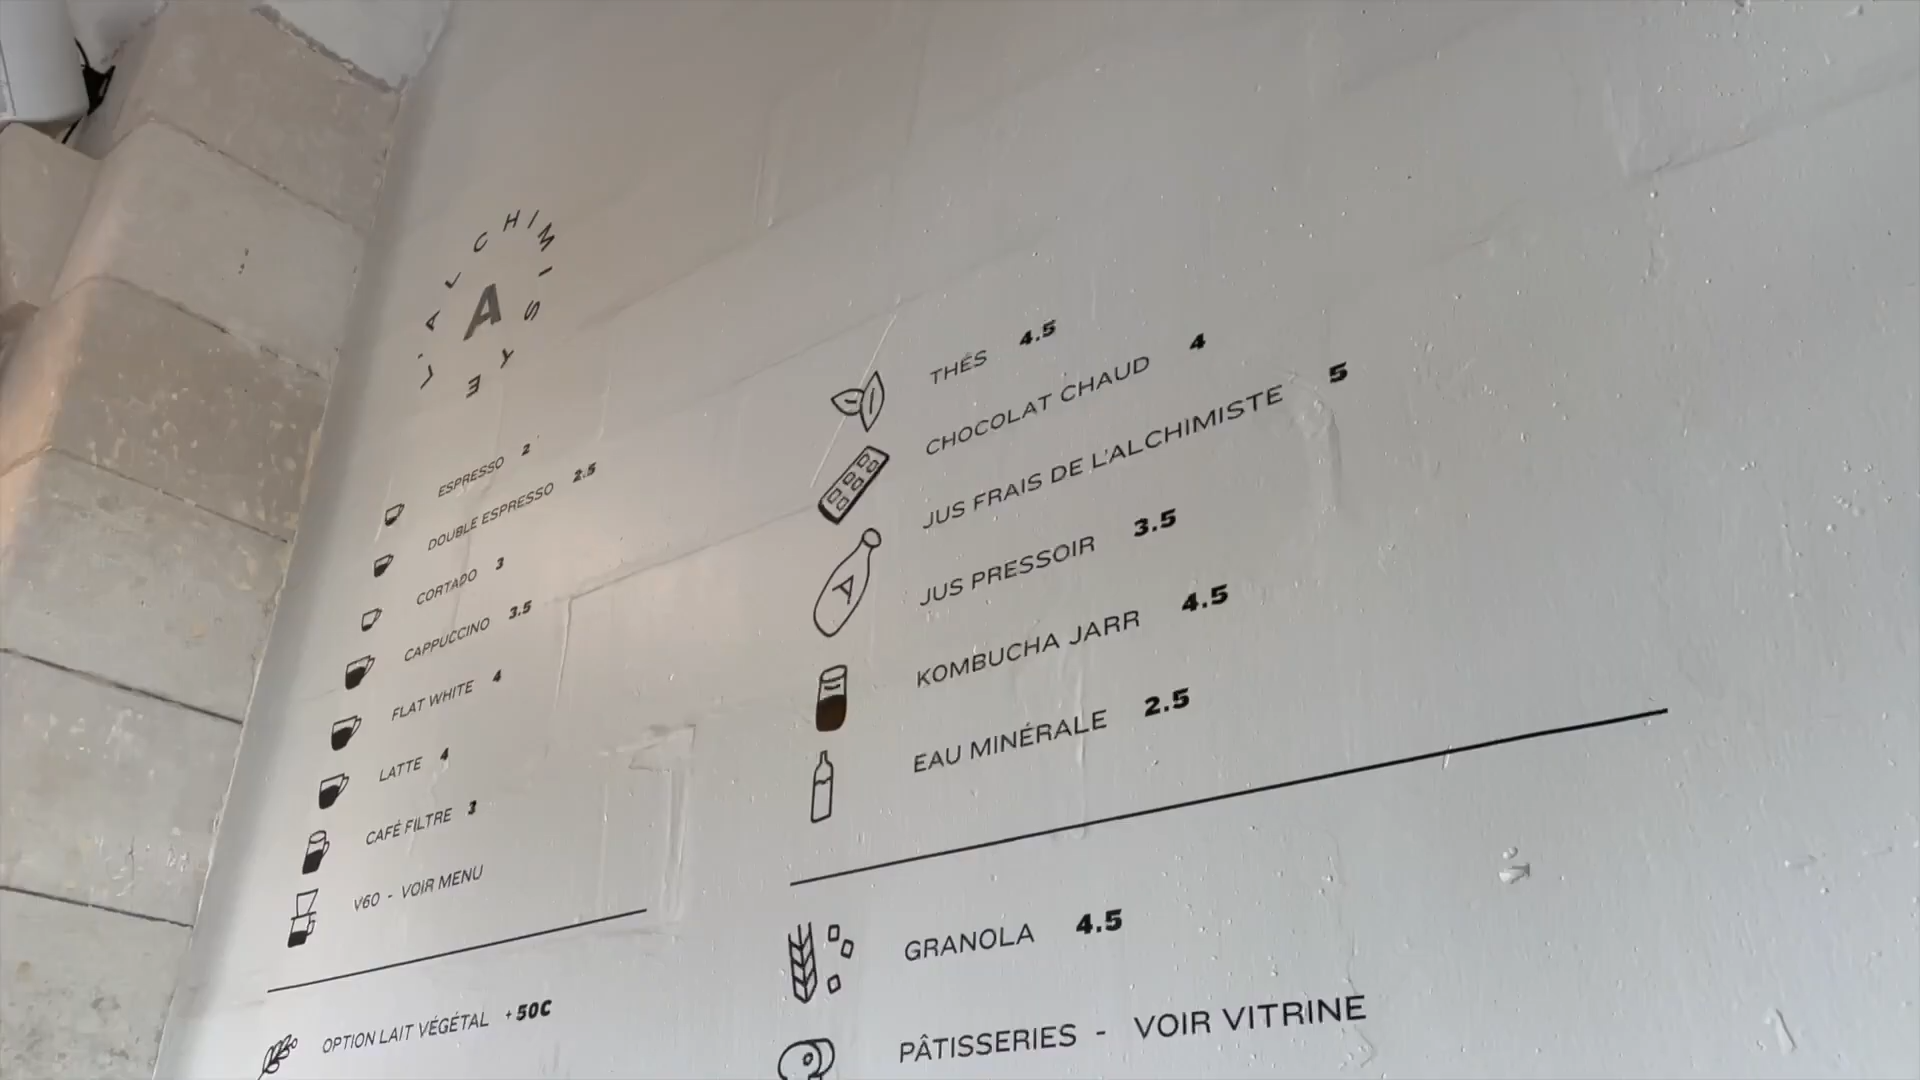 L'ALCHIMISTE
A
ESPRESSO 2
DOUBLE ESPRESSO 2.5
CORTADO 3
CAPPUCCINO 3.5
FLAT WHITE 4
LATTE 4
CAFÉ FILTRE 3
V60 - VOIR MENU
OPTION LAIT VÉGÉTAL +50C
THÉS 4.5
CHOCOLAT CHAUD 4
JUS FRAIS DE L'ALCHIMISTE 5
JUS PRESSOIR 3.5
KOMBUCHA JARR 4.5
EAU MINÉRALE 2.5
GRANOLA 4.5
PÂTISSERIES - VOIR VITRINE